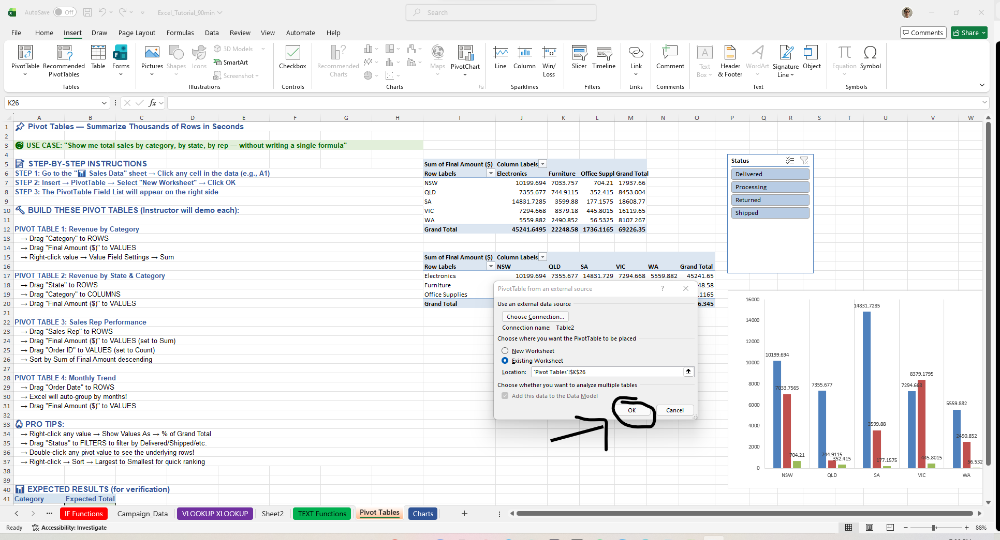 AutoSave Off Excel_Tutorial_90min Search
File Home Insert Draw Page Layout Formulas Data Review View Automate Help Comments Share
PivotTable Recommended PivotTables Table Forms
Tables
Pictures Shapes Icons 3D Models SmartArt Screenshot
Illustrations
Checkbox
Controls
Recommended Charts Maps PivotChart
Charts
Line Column Win/Loss
Sparklines
Slicer Timeline
Filters
Link
Links
Comment
Comments
Text Box Header & Footer WordArt Signature Line Object
Text
Equation Symbol
Symbols
K26 fx
A B C D E F G H I J K L M N O P Q R S T U V W
1 Pivot Tables — Summarize Thousands of Rows in Seconds
2
3 USE CASE: "Show me total sales by category, by state, by rep — without writing a single formula"
4
5 STEP-BY-STEP INSTRUCTIONS
6 STEP 1: Go to the "📊 Sales Data" sheet → Click any cell in the data (e.g., A1)
7 STEP 2: Insert → PivotTable → Select "New Worksheet" → Click OK
8 STEP 3: The PivotTable Field List will appear on the right side
9
10 BUILD THESE PIVOT TABLES (Instructor will demo each):
11
12 PIVOT TABLE 1: Revenue by Category
13 → Drag "Category" to ROWS
14 → Drag "Final Amount ($)" to VALUES
15 → Right-click value → Value Field Settings → Sum
16
17 PIVOT TABLE 2: Revenue by State & Category
18 → Drag "State" to ROWS
19 → Drag "Category" to COLUMNS
20 → Drag "Final Amount ($)" to VALUES
21
22 PIVOT TABLE 3: Sales Rep Performance
23 → Drag "Sales Rep" to ROWS
24 → Drag "Final Amount ($)" to VALUES (set to Sum)
25 → Drag "Order ID" to VALUES (set to Count)
26 → Sort by Sum of Final Amount descending
27
28 PIVOT TABLE 4: Monthly Trend
29 → Drag "Order Date" to ROWS
30 → Excel will auto-group by months!
31 → Drag "Final Amount ($)" to VALUES
32
33 PRO TIPS:
34 → Right-click any value → Show Values As → % of Grand Total
35 → Drag "Status" to FILTERS to filter by Delivered/Shipped/etc.
36 → Double-click any pivot value to see the underlying rows!
37 → Right-click → Sort → Largest to Smallest for quick ranking
38
39
40 EXPECTED RESULTS (for verification)
41 Category Expected Total
Sum of Final Amount ($) Column Labels
Row Labels Electronics Furniture Office Suppl Grand Total
NSW 10199.694 7033.757 704.21 17937.66
QLD 7355.677 744.9115 352.415 8453.004
SA 14831.7285 3599.88 177.1575 18608.77
VIC 7294.668 8379.18 445.8015 16119.65
WA 5559.882 2490.852 56.5325 8107.267
Grand Total 45241.6495 22248.58 1736.1165 69226.35
Sum of Final Amount ($) Column Labels
Row Labels NSW QLD SA VIC WA Grand Total
Electronics 10199.694 7355.677 14831.729 7294.668 5559.882 45241.65
Furniture 48.58
Office Supplies .1165
Grand Total 6.345
PivotTable from an external source ?
Use an external data source
Choose Connection...
Connection name: Table2
Choose where you want the PivotTable to be placed
New Worksheet
Existing Worksheet
Location: 'Pivot Tables'!$K$26
Choose whether you want to analyze multiple tables
Add this data to the Data Model
OK Cancel
Status
Delivered
Processing
Returned
Shipped
16000
14000
12000
10000
8000
6000
4000
2000
0
10199.694 7033.7565 704.21
7355.677 744.9115 352.415
14831.7285 3599.88 177.1575
7294.668 8379.1795 445.8015
5559.882 2490.852 56.532
NSW QLD SA VIC WA
IF Functions Campaign_Data VLOOKUP XLOOKUP Sheet2 TEXT Functions Pivot Tables Charts
Ready Accessibility: Investigate 88%